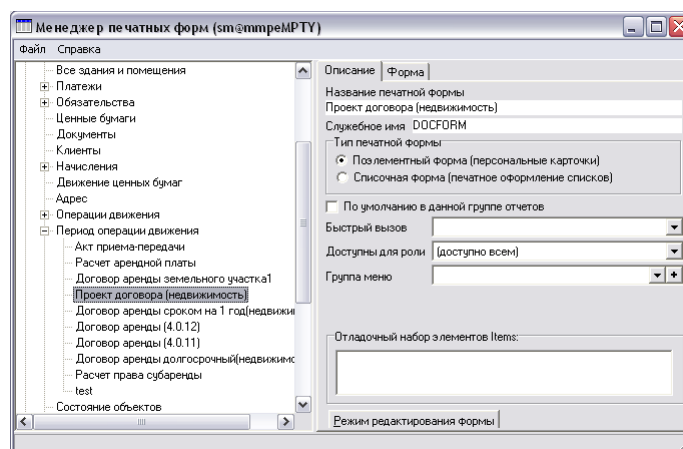 Менеджер печатных форм (sm@mmpeMPTY)
Файл Справка
Все здания и помещения
Платежи
Обязательства
Ценные бумаги
Документы
Клиенты
Начисления
Движение ценных бумаг
Адрес
Операции движения
Период операции движения
Акт приема-передачи
Расчет арендной платы
Договор аренды земельного участка1
Проект договора (недвижимость)
Договор аренды сроком на 1 год(недвижи
Договор аренды (4.0.12)
Договор аренды (4.0.11)
Договор аренды долгосрочный(недвижимо
Расчет права субаренды
test
Состояние объектов
Описание Форма
Название печатной формы
Проект договора (недвижимость)
Служебное имя DOCFORM
Тип печатной формы
Поэлементный форма (персональные карточки)
Списочная форма (печатное оформление списков)
По умолчанию в данной группе отчетов
Быстрый вызов
Доступны для роли (доступно всем)
Группа меню
Отладочный набор элементов Items:
Режим редактирования формы